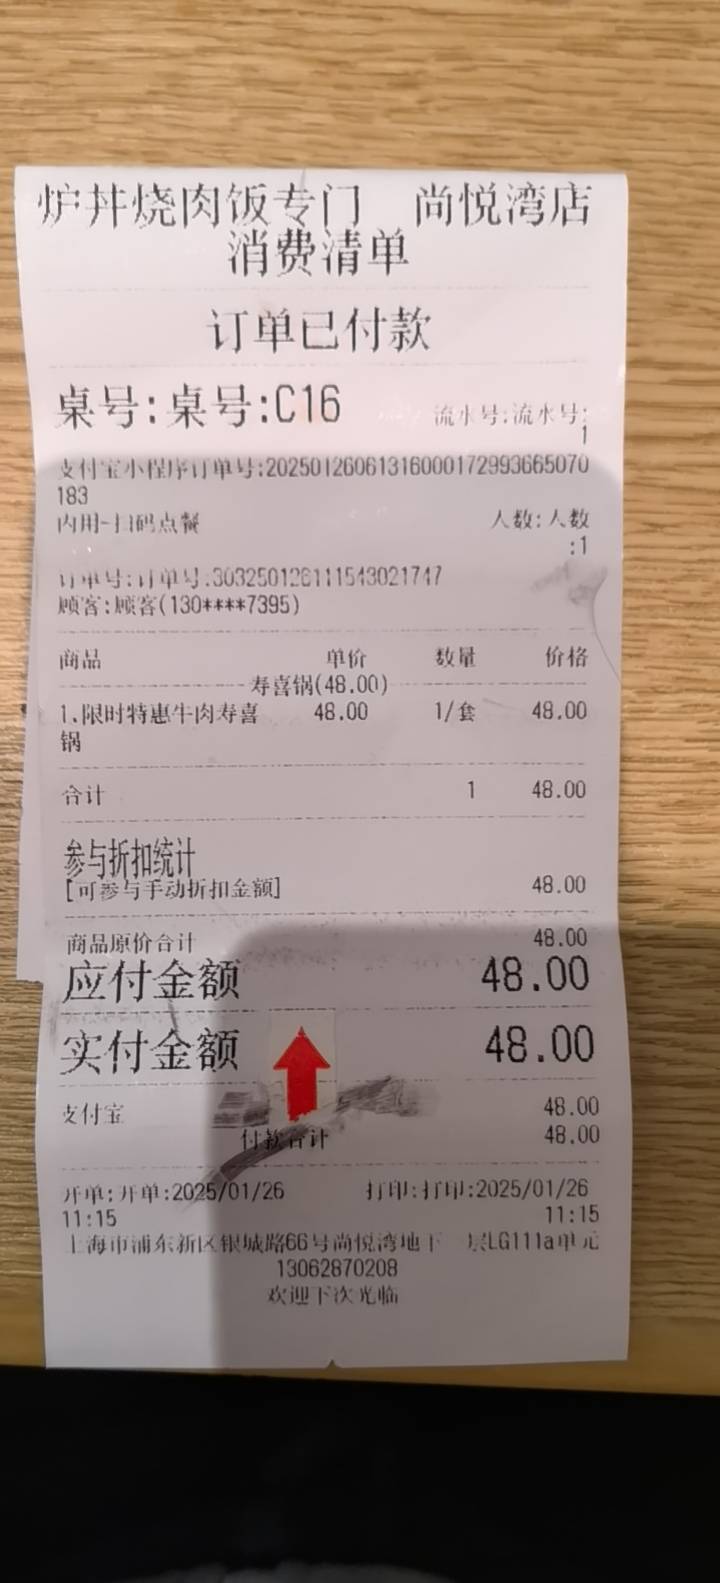 炉丼烧肉饭专门 尚悦湾店
消费清单
订单已付款
桌号:桌号:C16 流水号:流水号:
1
支付宝小程序订单号:2025012606131600017299366507​0
183
内用-扫码点餐 人数:人数
:1
订单号:订单号:303250126111543021747
顾客:顾客(130****7395)
商品 单价 数量 价格
寿喜锅(48.00)
1.限时特惠牛肉寿喜 48.00 1/套 48.00
锅
合计 1 48.00
参与折扣统计
[可参与手动折扣金额] 48.00
商品原价合计 48.00
应付金额 48.00
实付金额 48.00
支付宝 48.00
付款合计 48.00
开单:开单:2025/01/26 打印:打印:2025/01/26
11:15 11:15
上海市浦东新区银城路66号尚悦湾地下一层LG111a单元
13062870208
欢迎下次光临